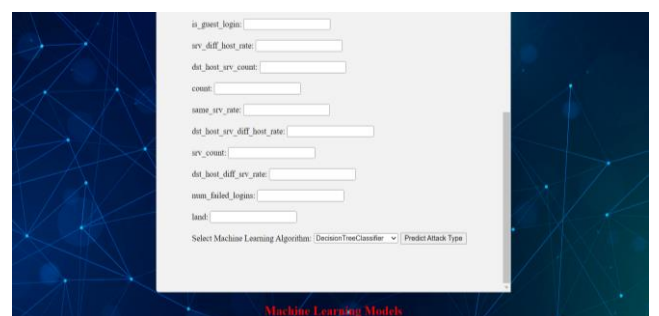 is_guest_login:
srv_diff_host_rate:
dst_host_srv_count:
count:
same_srv_rate:
dst_host_srv_diff_host_rate:
srv_count:
dst_host_diff_srv_rate:
num_failed_logins:
land:
Select Machine Learning Algorithm: DecisionTreeClassifier Predict Attack Type
Machine Learning Models